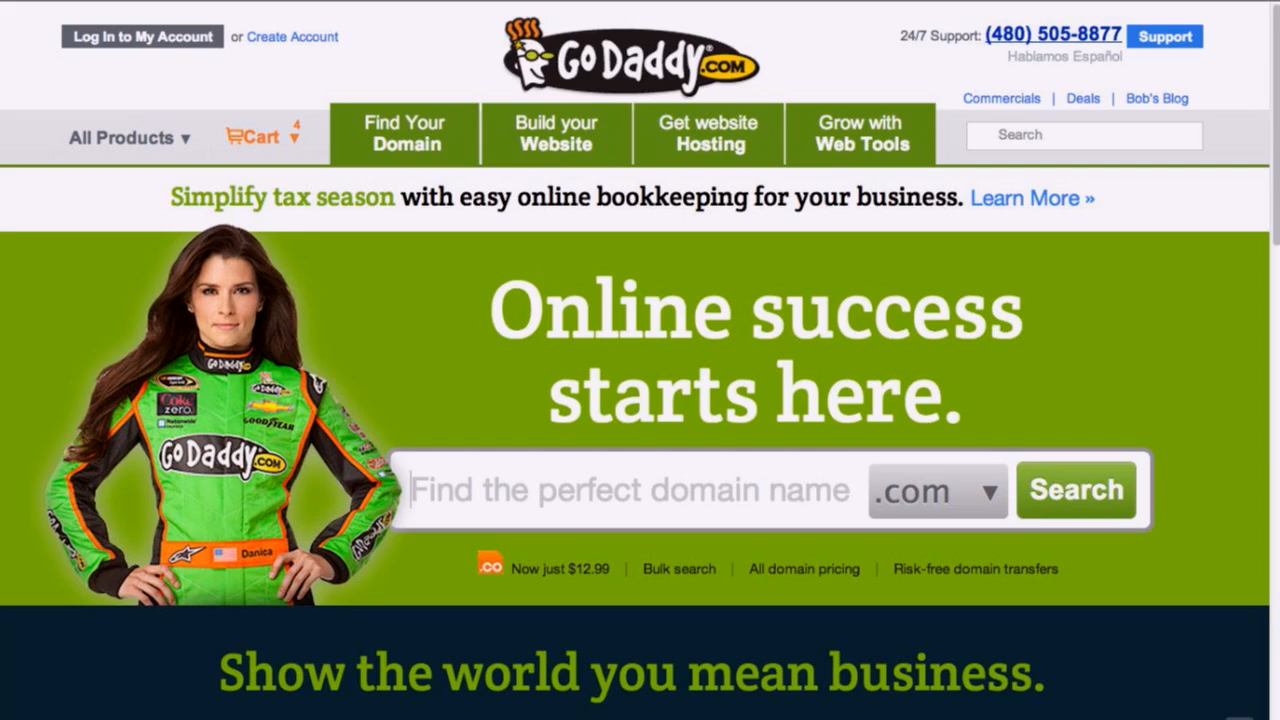 Log In to My Account or Create Account
GoDaddy.COM
24/7 Support: (480) 505-8877 Support
Hablamos Español
Commercials | Deals | Bob's Blog
All Products ▼ Cart 4 ▼
Find Your Domain
Build your Website
Get website Hosting
Grow with Web Tools
Search
Simplify tax season with easy online bookkeeping for your business. Learn More »
Online success
starts here.
Find the perfect domain name .com ▼ Search
.co Now just $12.99 | Bulk search | All domain pricing | Risk-free domain transfers
GODADDY
GODADDY
Coke
zero.
Nationwide
GOODYEAR
GoDaddy.COM
Danica
Show the world you mean business.